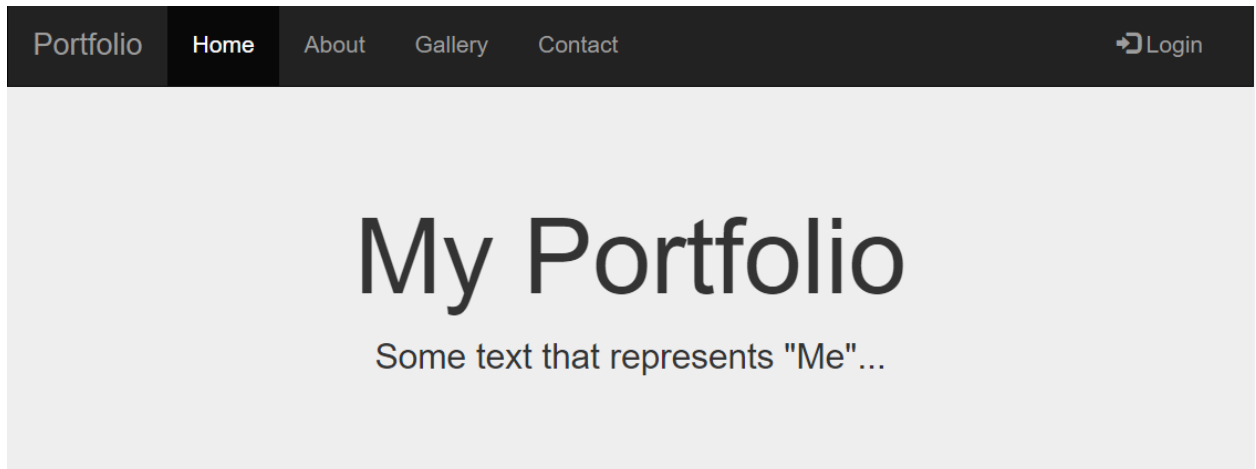 Portfolio Home About Gallery Contact Login
My Portfolio
Some text that represents "Me"...